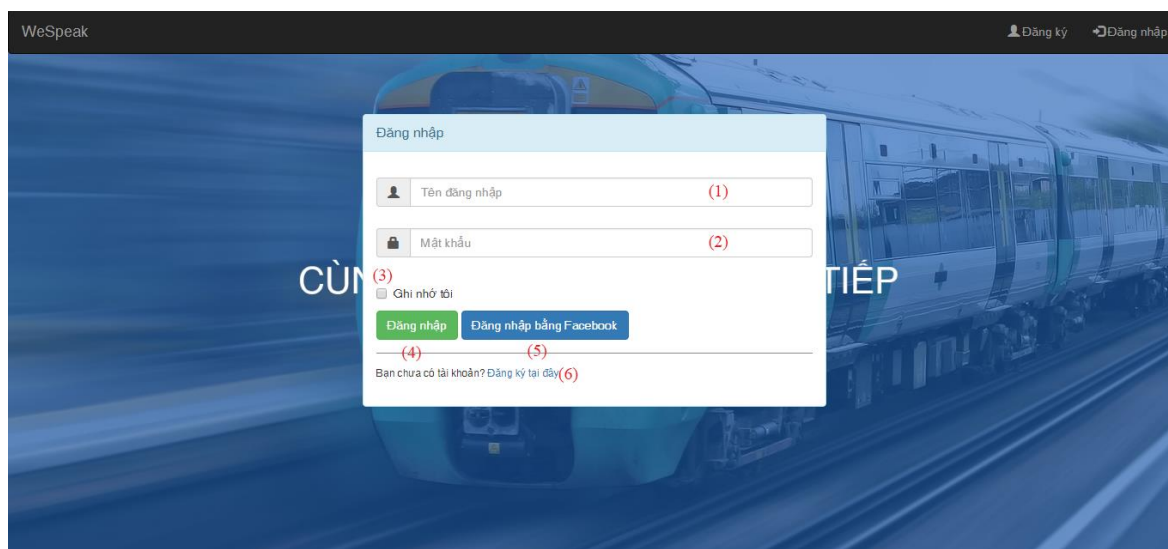 WeSpeak Đăng ký Đăng nhập
Đăng nhập
Tên đăng nhập (1)
Mật khẩu (2)
CÙN TIẾP
(3)
Ghi nhớ tôi
Đăng nhập Đăng nhập bằng Facebook
(4) (5)
Bạn chưa có tài khoản? Đăng ký tại đây(6)